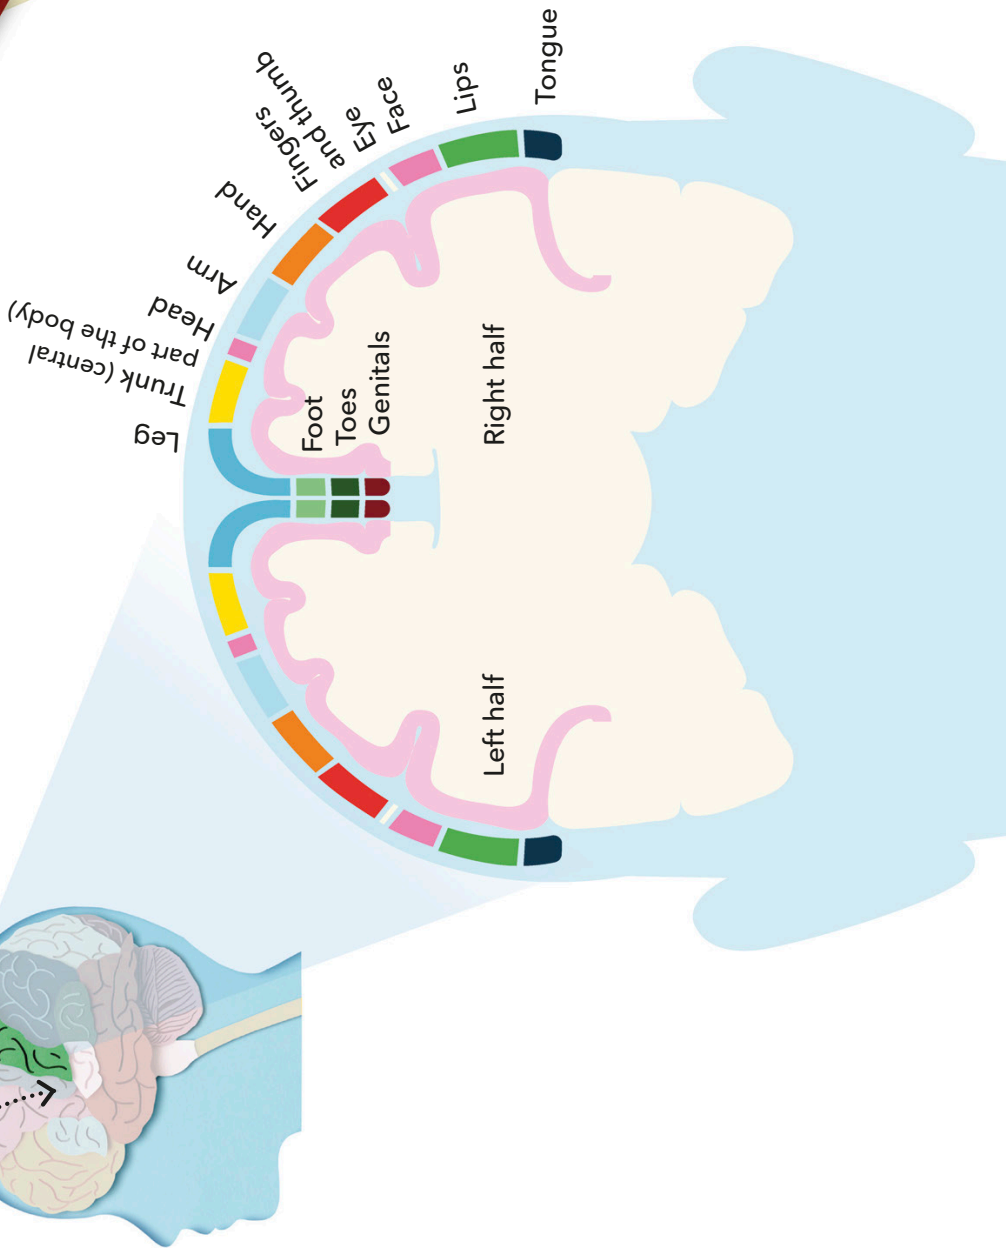 Tongue
Lips
Face
Eye
Fingers
and thumb
Hand
Arm
Head
Trunk (central
part of the body)
Leg
Foot
Toes
Genitals
Left half
Right half